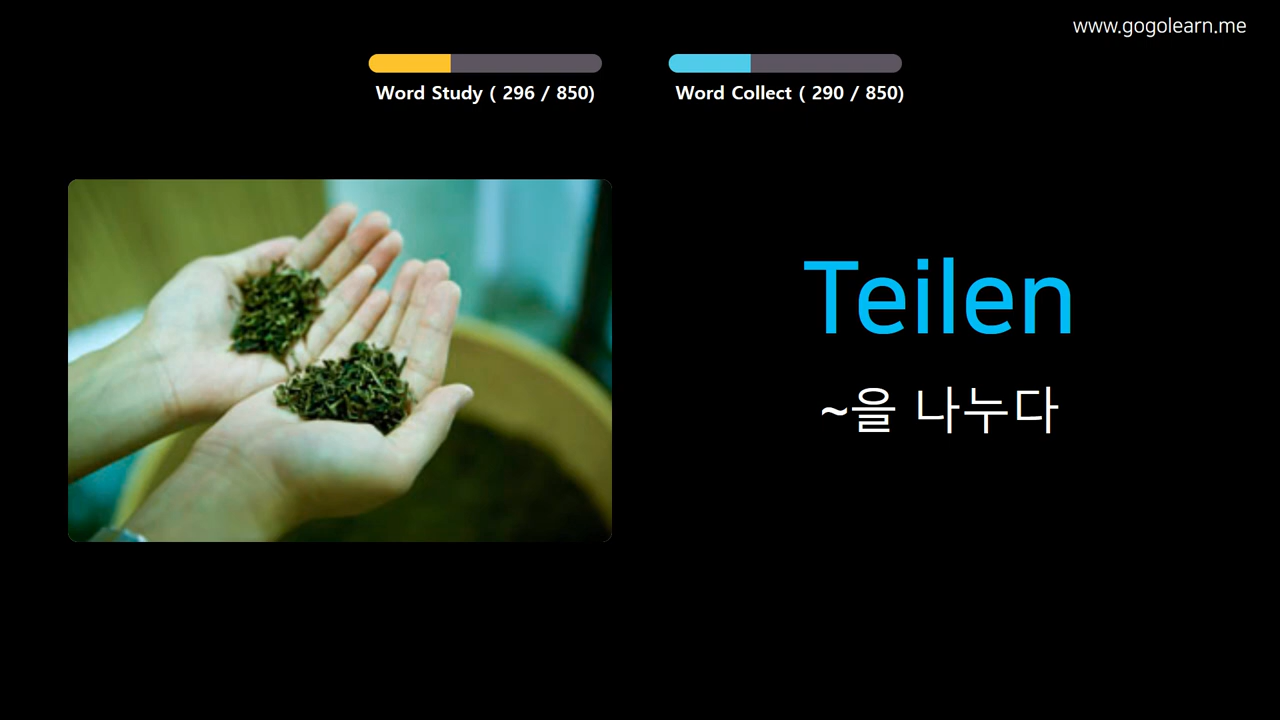 www.gogolearn.me
Word Study ( 296 / 850)
Word Collect ( 290 / 850)
Teilen
~을 나누다